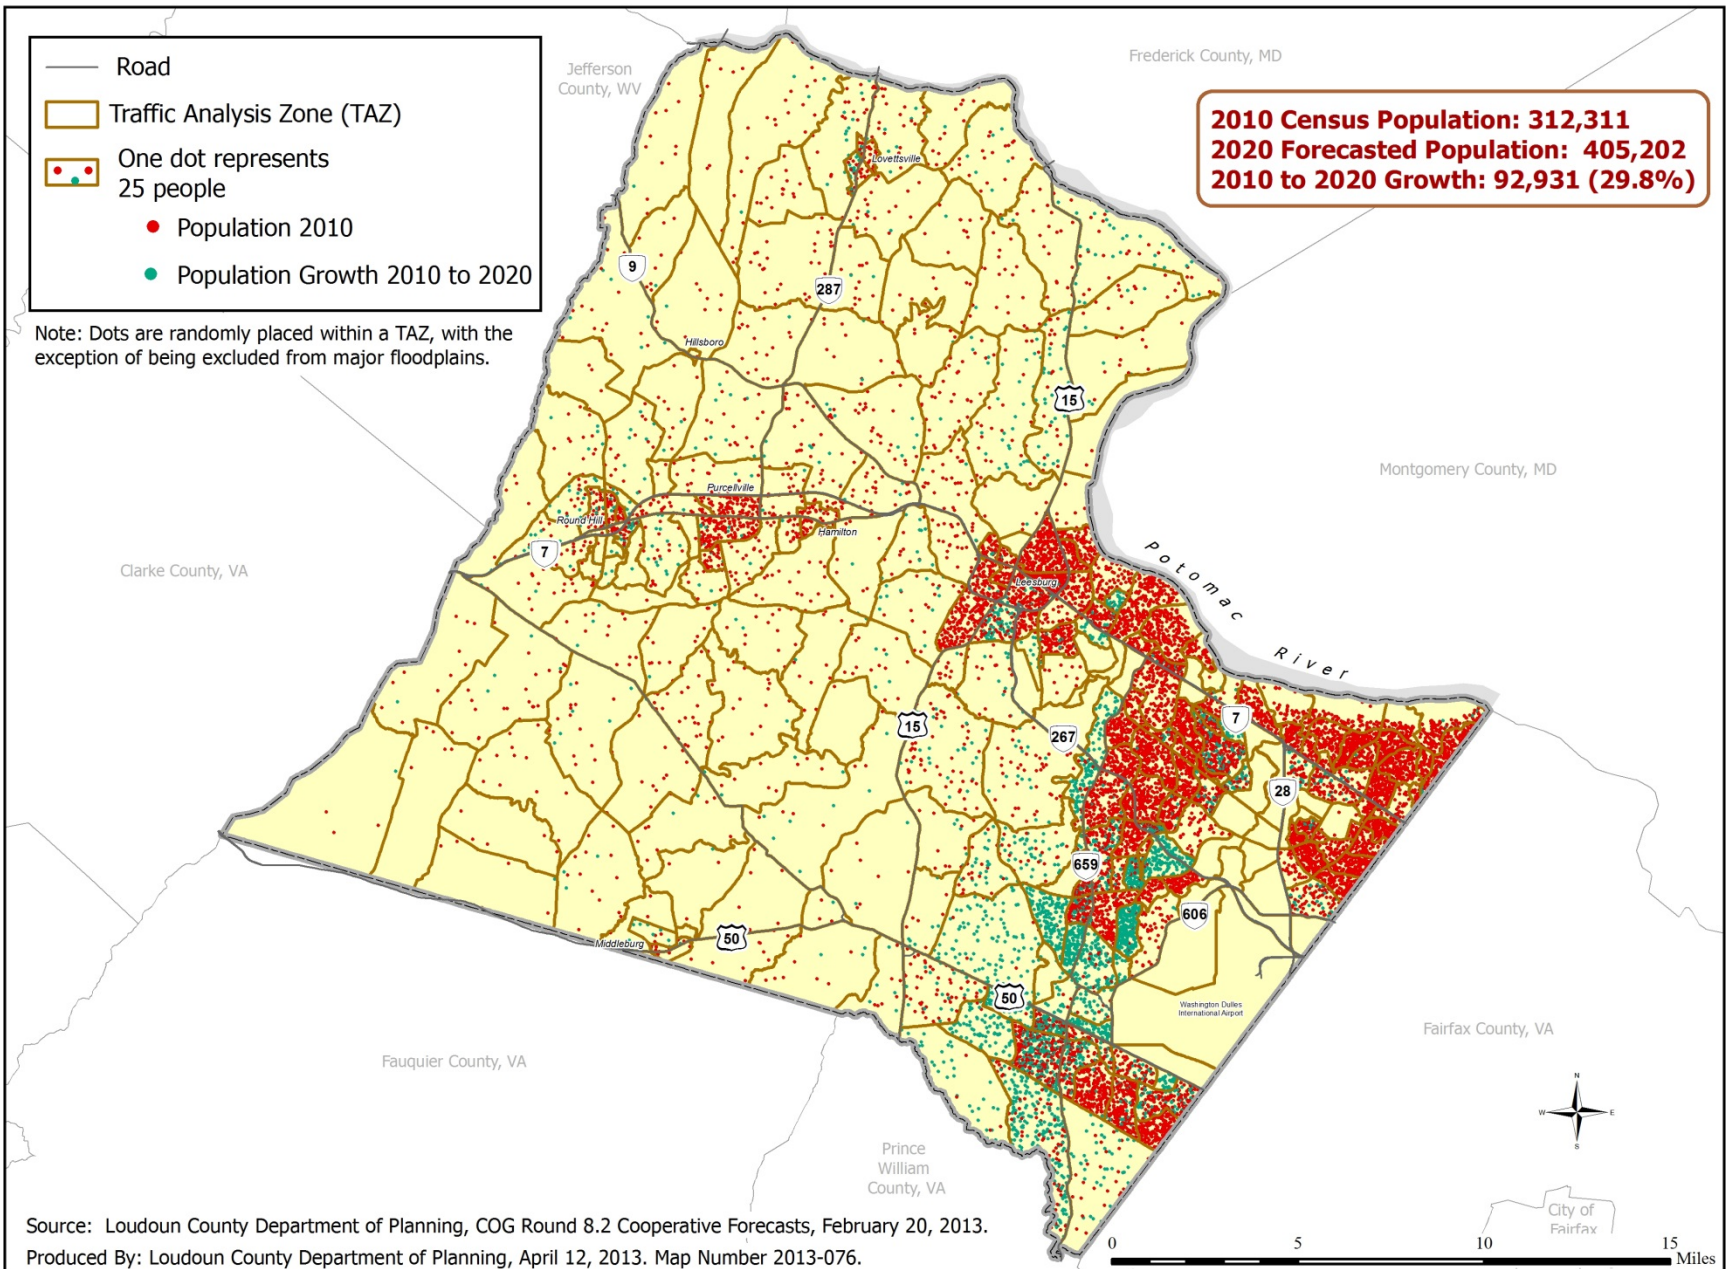 Road
Traffic Analysis Zone (TAZ)
One dot represents
25 people
Population 2010
Population Growth 2010 to 2020
Note: Dots are randomly placed within a TAZ, with the
exception of being excluded from major floodplains.
Jefferson
County, WV
Frederick County, MD
2010 Census Population: 312,311
2020 Forecasted Population: 405,202
2010 to 2020 Growth: 92,931 (29.8%)
Lovettsville
9
287
Hillsboro
15
Montgomery County, MD
Purcellville
Round Hill
Hamilton
7
Clarke County, VA
Leesburg
Potomac
River
15
267
7
28
659
606
Middleburg
50
50
Washington Dulles
International Airport
Fairfax County, VA
Fauquier County, VA
Prince
William
County, VA
N
W
E
S
City of
Fairfax
Source: Loudoun County Department of Planning, COG Round 8.2 Cooperative Forecasts, February 20, 2013.
Produced By: Loudoun County Department of Planning, April 12, 2013. Map Number 2013-076.
0 5 10 15
Miles